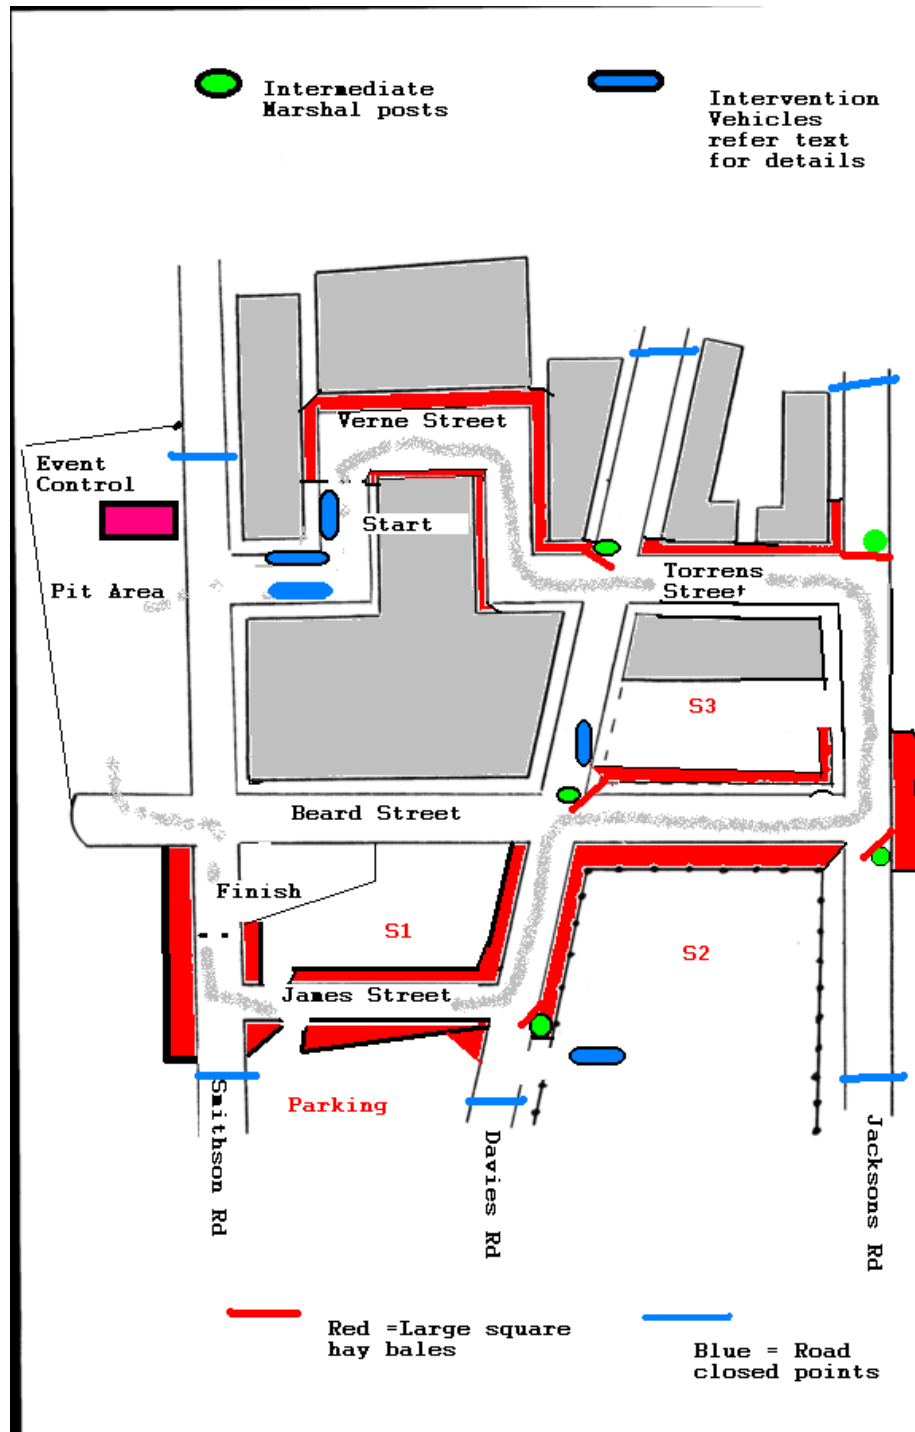 Intermediate
Marshal posts
Intervention
Vehicles
refer text
for details
Verne Street
Event
Control
Start
Pit Area
Torrens
Street
S3
Beard Street
Finish
S1
S2
James Street
Parking
Smithson Rd
Davies Rd
Jacksons Rd
Red =Large square
hay bales
Blue = Road
closed points